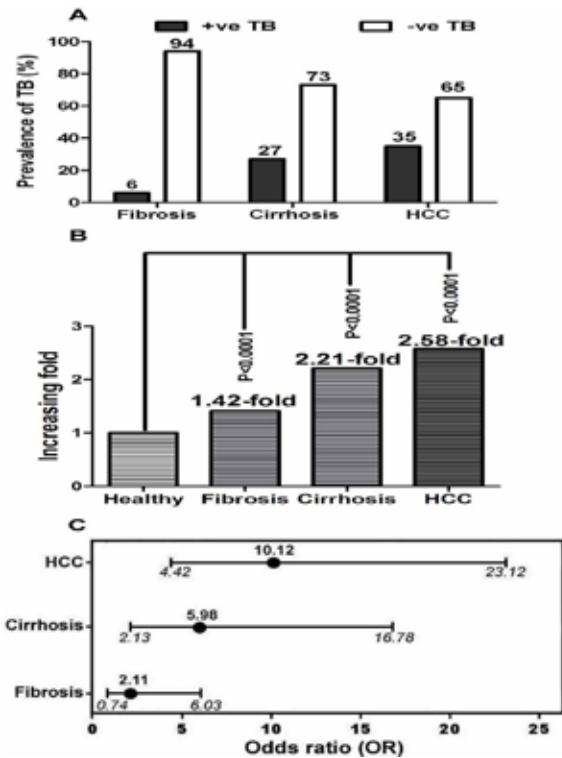 A
+ve TB
-ve TB
Prevalence of TB (%)
100
80
60
40
20
0
6
94
27
73
35
65
Fibrosis
Cirrhosis
HCC
B
P<0.0001
P<0.0001
P<0.0001
Increasing fold
3
2
1
0
1.42-fold
2.21-fold
2.58-fold
Healthy
Fibrosis
Cirrhosis
HCC
C
HCC
10.12
4.42
23.12
Cirrhosis
5.98
2.13
16.78
Fibrosis
2.11
0.74
6.03
0
5
10
15
20
25
Odds ratio (OR)